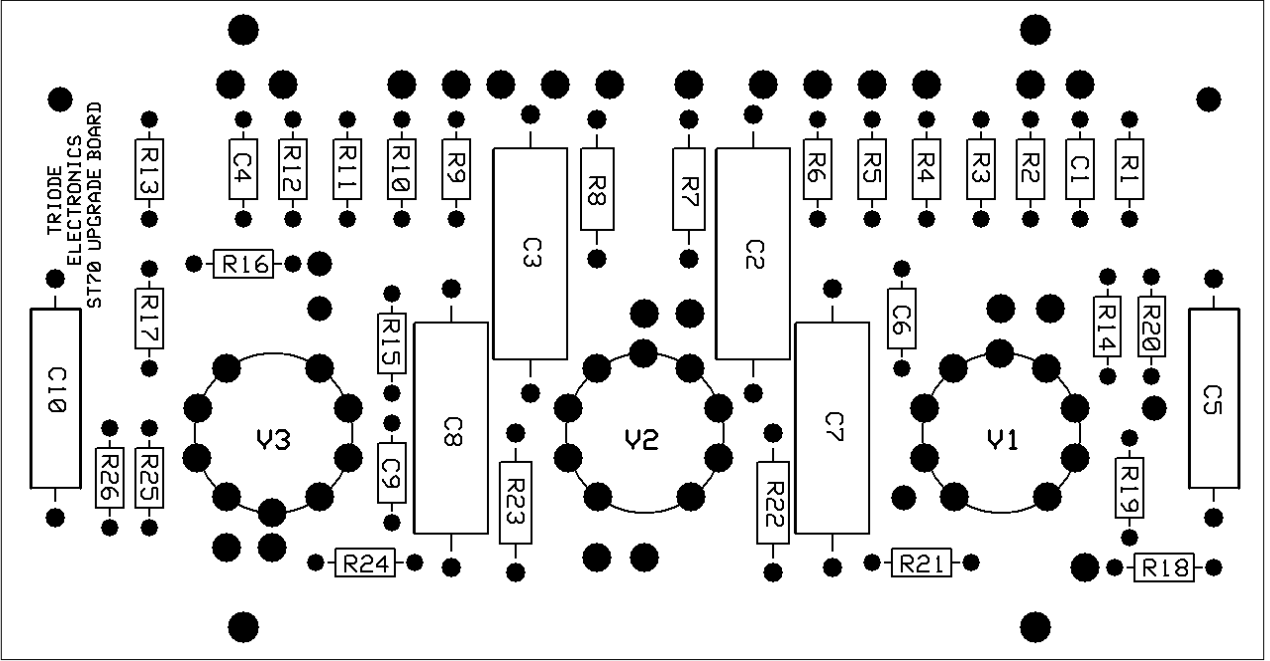 TRIODE
ELECTRONICS
ST70 UPGRADE BOARD
R13
C4
R12
R11
R10
R9
C3
R8
R7
C2
R6
R5
R4
R3
R2
C1
R1
R16
R17
R15
C6
R14
R20
C10
C8
C7
C5
V3
V2
V1
R26
R25
C9
R23
R22
R19
R24
R21
R18